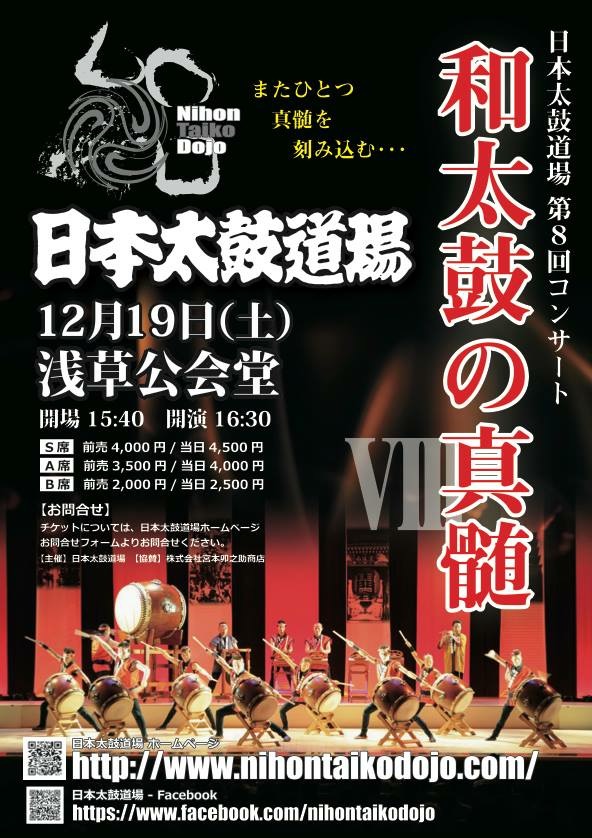 日本太鼓道場 第8回コンサート
和太鼓の真髄
VIII
またひとつ
真髄を
刻み込む･･･
Nihon
Taiko
Dojo
日本太鼓道場
12月19日(土)
浅草公会堂
開場 15:40 開演 16:30
S席 前売 4,000 円 / 当日 4,500 円
A席 前売 3,500 円 / 当日 4,000 円
B席 前売 2,000 円 / 当日 2,500 円
【お問合せ】
チケットについては、日本太鼓道場ホームページ
お問合せフォームよりお問合せください。
【主催】日本太鼓道場 【協賛】株式会社宮本卯之助商店
日本太鼓道場 ホームページ
http://www.nihontaikodojo.com/
日本太鼓道場 - Facebook
https://www.facebook.com/nihontaikodojo